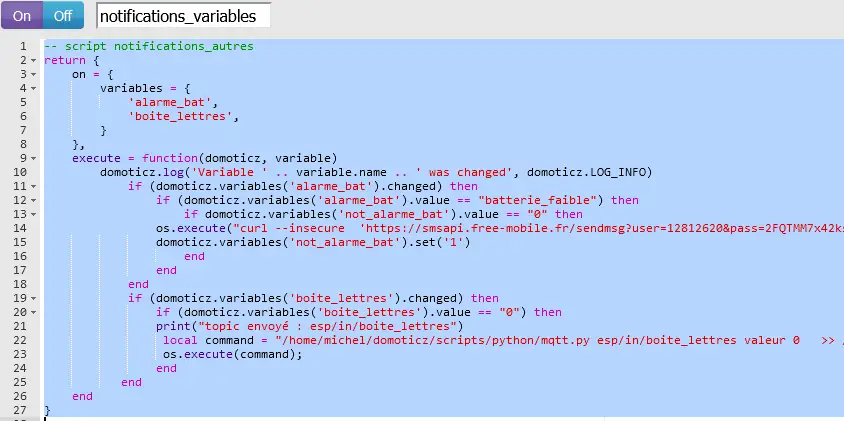 On Off notifications_variables
1 -- script notifications_autres
2 return {
3 on = {
4 variables = {
5 'alarme_bat',
6 'boite_lettres',
7 }
8 },
9 execute = function(domoticz, variable)
10 domoticz.log('Variable ' .. variable.name .. ' was changed', domoticz.LOG_INFO)
11 if (domoticz.variables('alarme_bat').changed) then
12 if (domoticz.variables('alarme_bat').value == "batterie_faible") then
13 if domoticz.variables('not_alarme_bat').value == "0" then
14 os.execute("curl --insecure 'https://smsapi.free-mobile.fr/sendmsg?user=12812620&pass=2FQTMM7x42ks
15 domoticz.variables('not_alarme_bat').set('1')
16 end
17 end
18 end
19 if (domoticz.variables('boite_lettres').changed) then
20 if (domoticz.variables('boite_lettres').value == "0") then
21 print("topic envoyé : esp/in/boite_lettres")
22 local command = "/home/michel/domoticz/scripts/python/mqtt.py esp/in/boite_lettres valeur 0 >> /
23 os.execute(command);
24 end
25 end
26 end
27 }